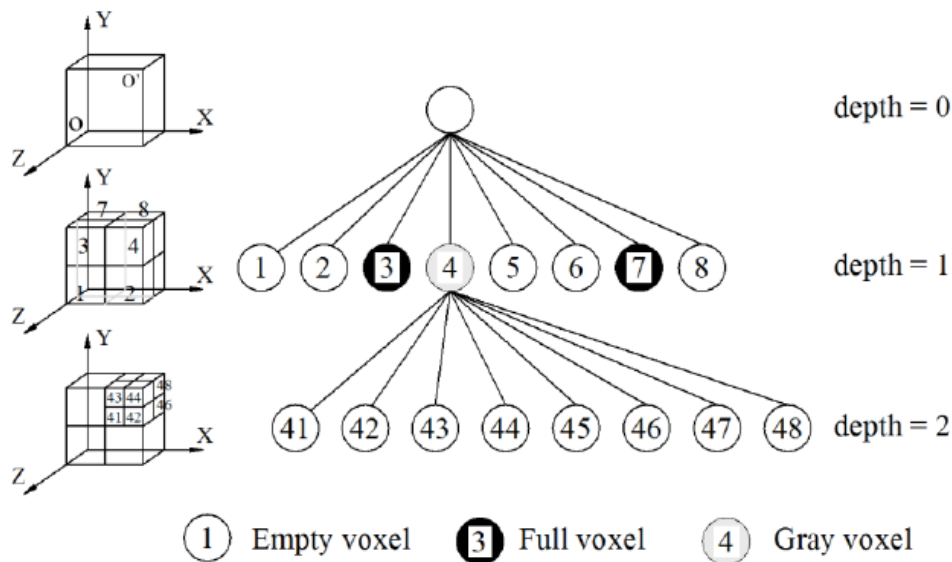 Y
O'
O
X
Z
depth = 0
Y
7 8
3 4
1 2
X
Z
1 2 3 4 5 6 7 8
depth = 1
Y
48
43 44
46
41 42
X
Z
41 42 43 44 45 46 47 48
depth = 2
1 Empty voxel 3 Full voxel 4 Gray voxel